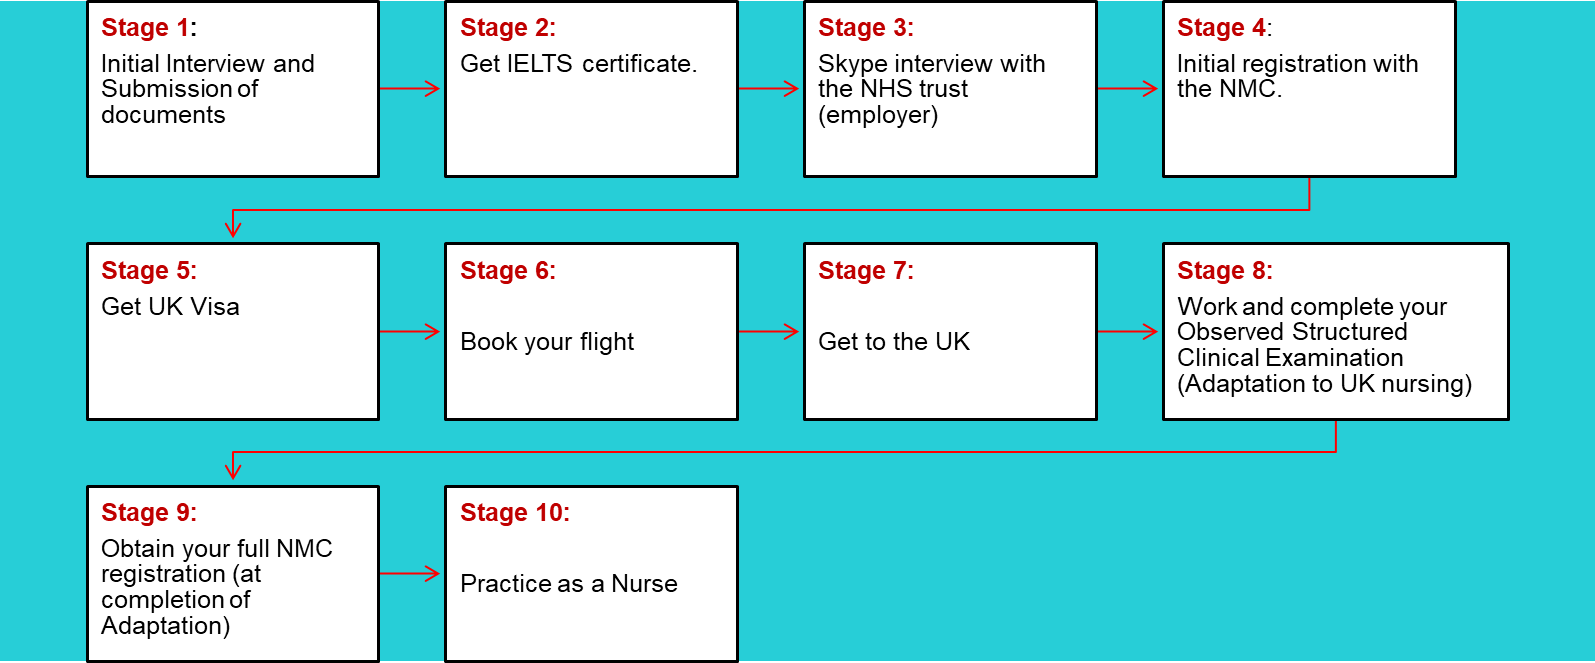 Stage 1:
Initial Interview and
Submission of
documents
Stage 2:
Get IELTS certificate.
Stage 3:
Skype interview with
the NHS trust
(employer)
Stage 4:
Initial registration with
the NMC.
Stage 5:
Get UK Visa
Stage 6:
Book your flight
Stage 7:
Get to the UK
Stage 8:
Work and complete your
Observed Structured
Clinical Examination
(Adaptation to UK nursing)
Stage 9:
Obtain your full NMC
registration (at
completion of
Adaptation)
Stage 10:
Practice as a Nurse